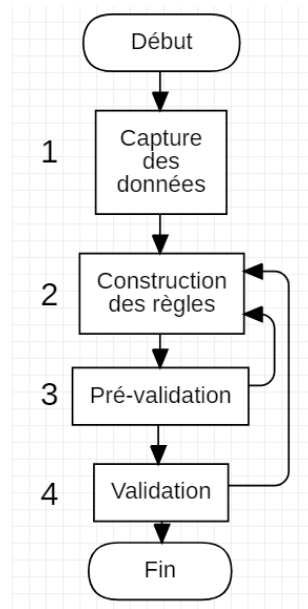 Début
1
Capture
des
données
2
Construction
des règles
3
Pré-validation
4
Validation
Fin